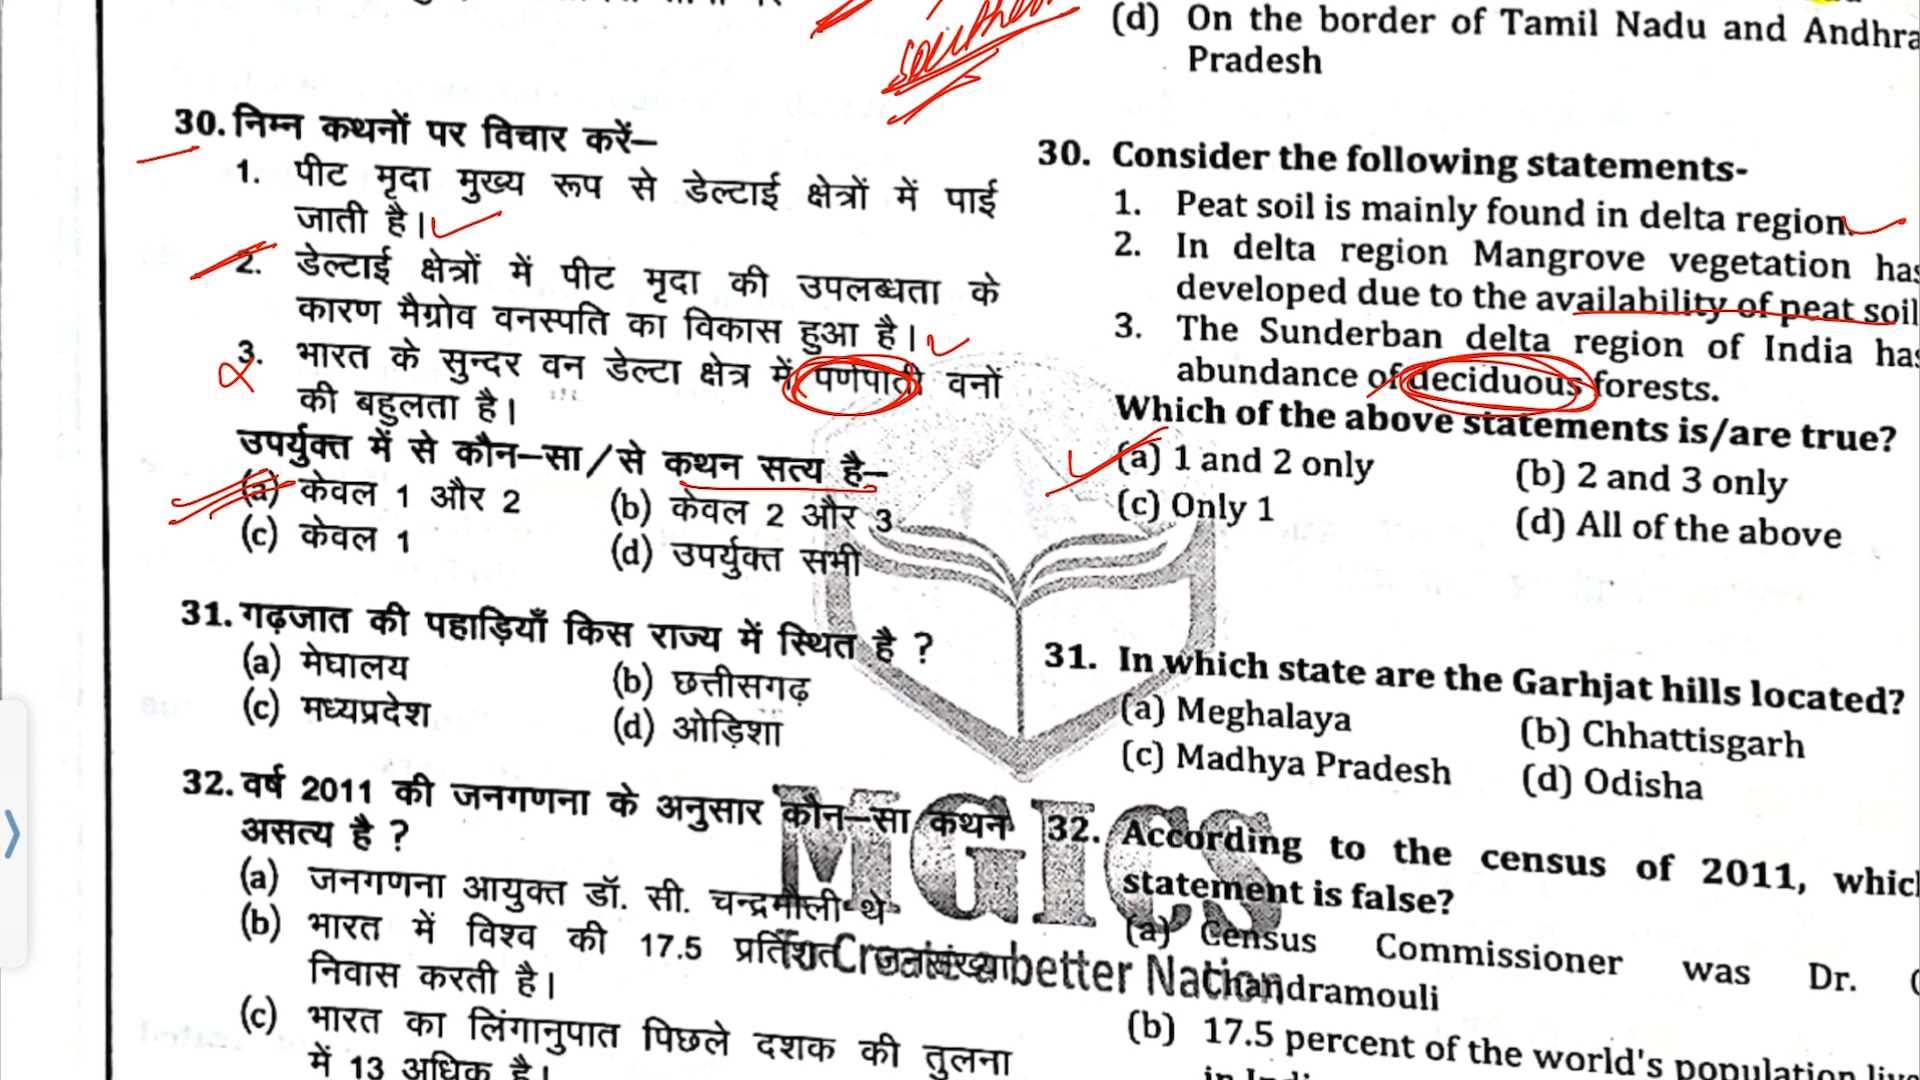 southern
(d) On the border of Tamil Nadu and Andhra
Pradesh
30. निम्न कथनों पर विचार करें–
1. पीट मृदा मुख्य रूप से डेल्टाई क्षेत्रों में पाई
जाती है।
2. डेल्टाई क्षेत्रों में पीट मृदा की उपलब्धता के
कारण मैग्रोव वनस्पति का विकास हुआ है।
3. भारत के सुन्दर वन डेल्टा क्षेत्र में पर्णपाती वनों
की बहुलता है।
उपर्युक्त में से कौन–सा/से कथन सत्य है–
(a) केवल 1 और 2 (b) केवल 2 और 3
(c) केवल 1 (d) उपर्युक्त सभी
31. गढ़जात की पहाड़ियाँ किस राज्य में स्थित है ?
(a) मेघालय (b) छत्तीसगढ़
(c) मध्यप्रदेश (d) ओड़िशा
32. वर्ष 2011 की जनगणना के अनुसार कौन–सा कथन
असत्य है ?
(a) जनगणना आयुक्त डॉ. सी. चन्द्रमौली थे
(b) भारत में विश्व की 17.5 प्रतिशत जनसंख्या
निवास करती है।
(c) भारत का लिंगानुपात पिछले दशक की तुलना
में 13 अधिक है।
30. Consider the following statements-
1. Peat soil is mainly found in delta region.
2. In delta region Mangrove vegetation has
developed due to the availability of peat soil
3. The Sunderban delta region of India has
abundance of deciduous forests.
Which of the above statements is/are true?
(a) 1 and 2 only (b) 2 and 3 only
(c) Only 1 (d) All of the above
31. In which state are the Garhjat hills located?
(a) Meghalaya (b) Chhattisgarh
(c) Madhya Pradesh (d) Odisha
32. According to the census of 2011, which
statement is false?
(a) Census Commissioner was Dr.
Chandramouli
(b) 17.5 percent of the world's population live
MGICS
To Create a better Nation